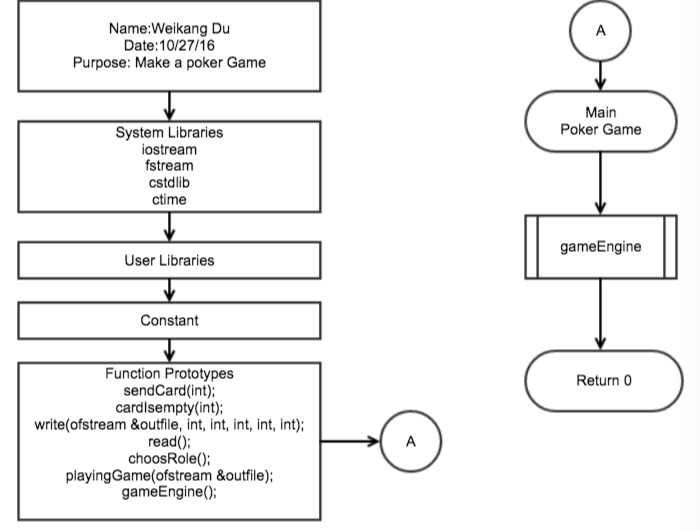 Name:Weikang Du
Date:10/27/16
Purpose: Make a poker Game
System Libraries
iostream
fstream
cstdlib
ctime
User Libraries
Constant
Function Prototypes
sendCard(int);
cardIsempty(int);
write(ofstream &outfile, int, int, int, int, int);
read();
choosRole();
playingGame(ofstream &outfile);
gameEngine();
A
A
Main
Poker Game
gameEngine
Return 0